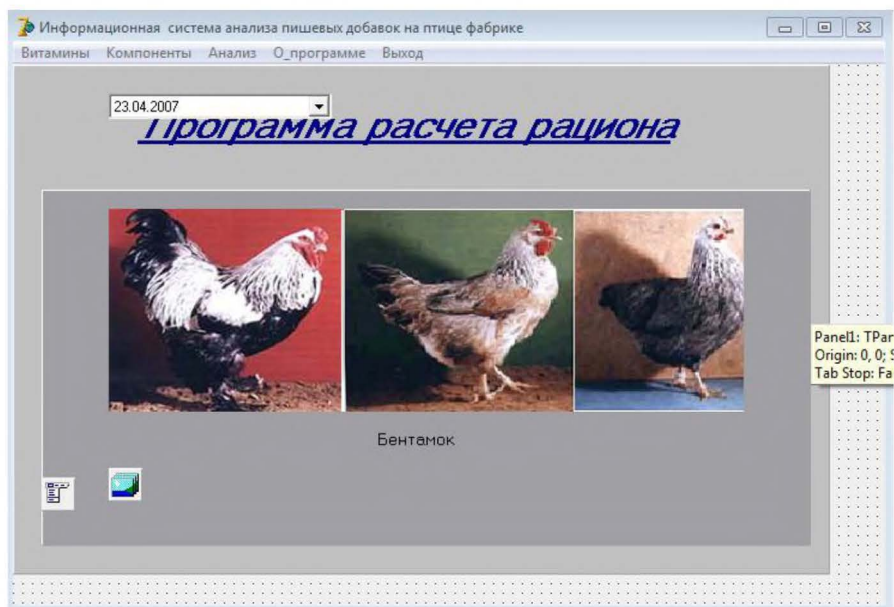 Информационная система анализа пишевых добавок на птице фабрике
Витамины Компоненты Анализ О_программе Выход
23.04.2007
Программа расчета рациона
Panel1: TPar
Origin: 0, 0; S
Tab Stop: Fa
Бентамок